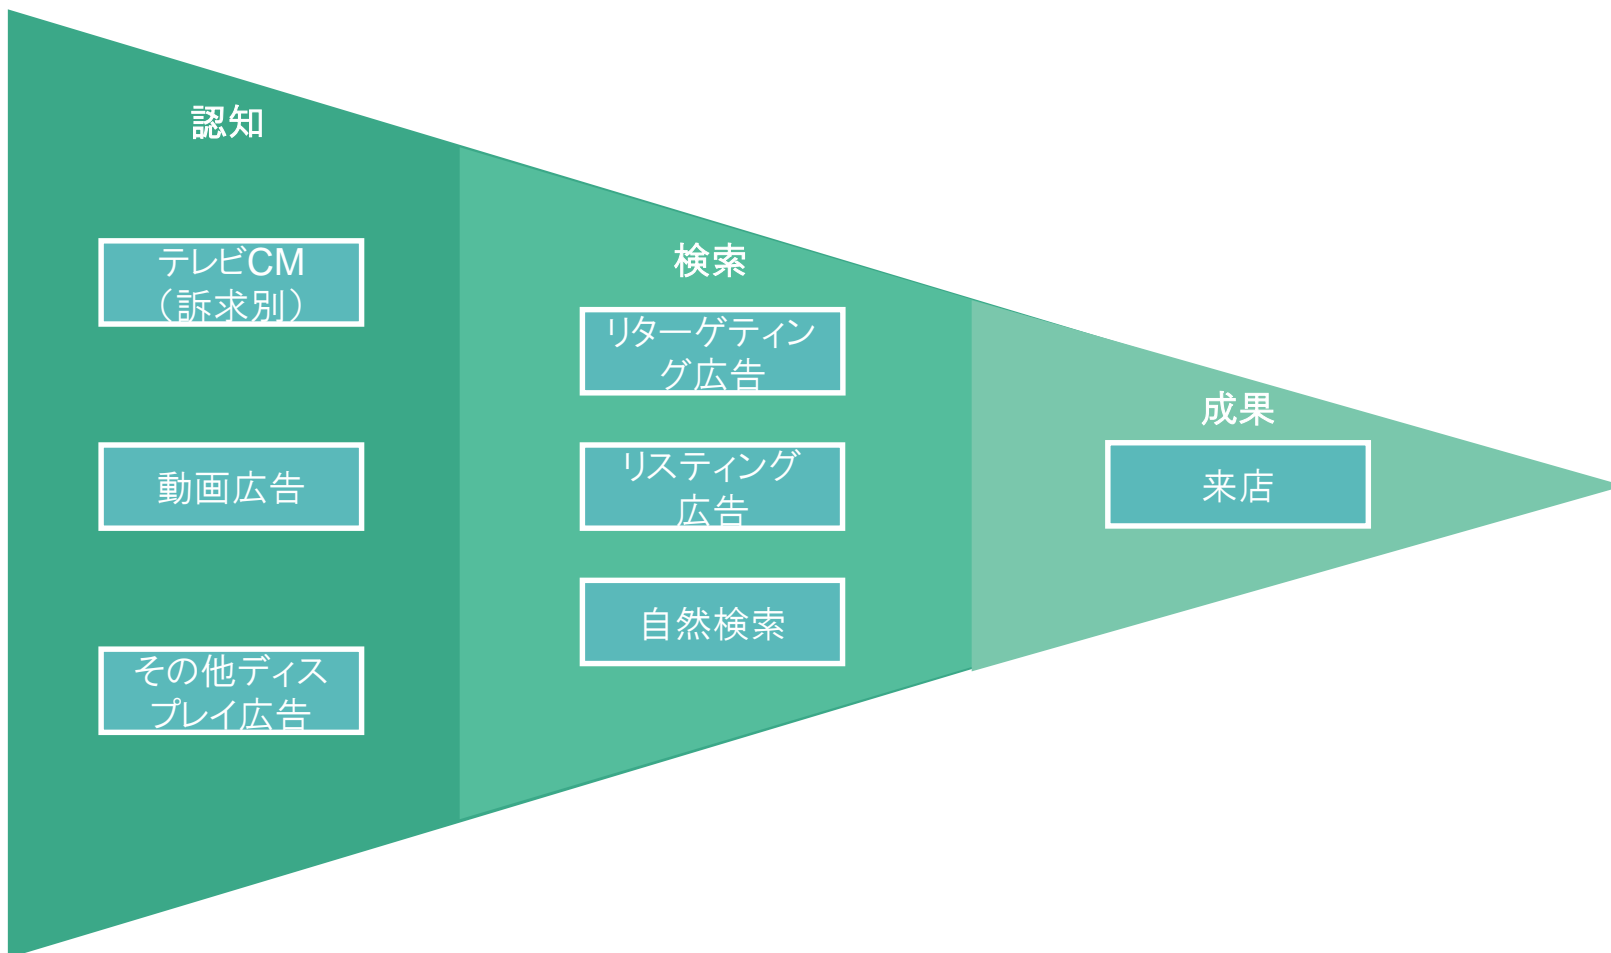 認知
テレビCM
（訴求別）
動画広告
その他ディス
プレイ広告
検索
リターゲティン
グ広告
リスティング
広告
自然検索
成果
来店